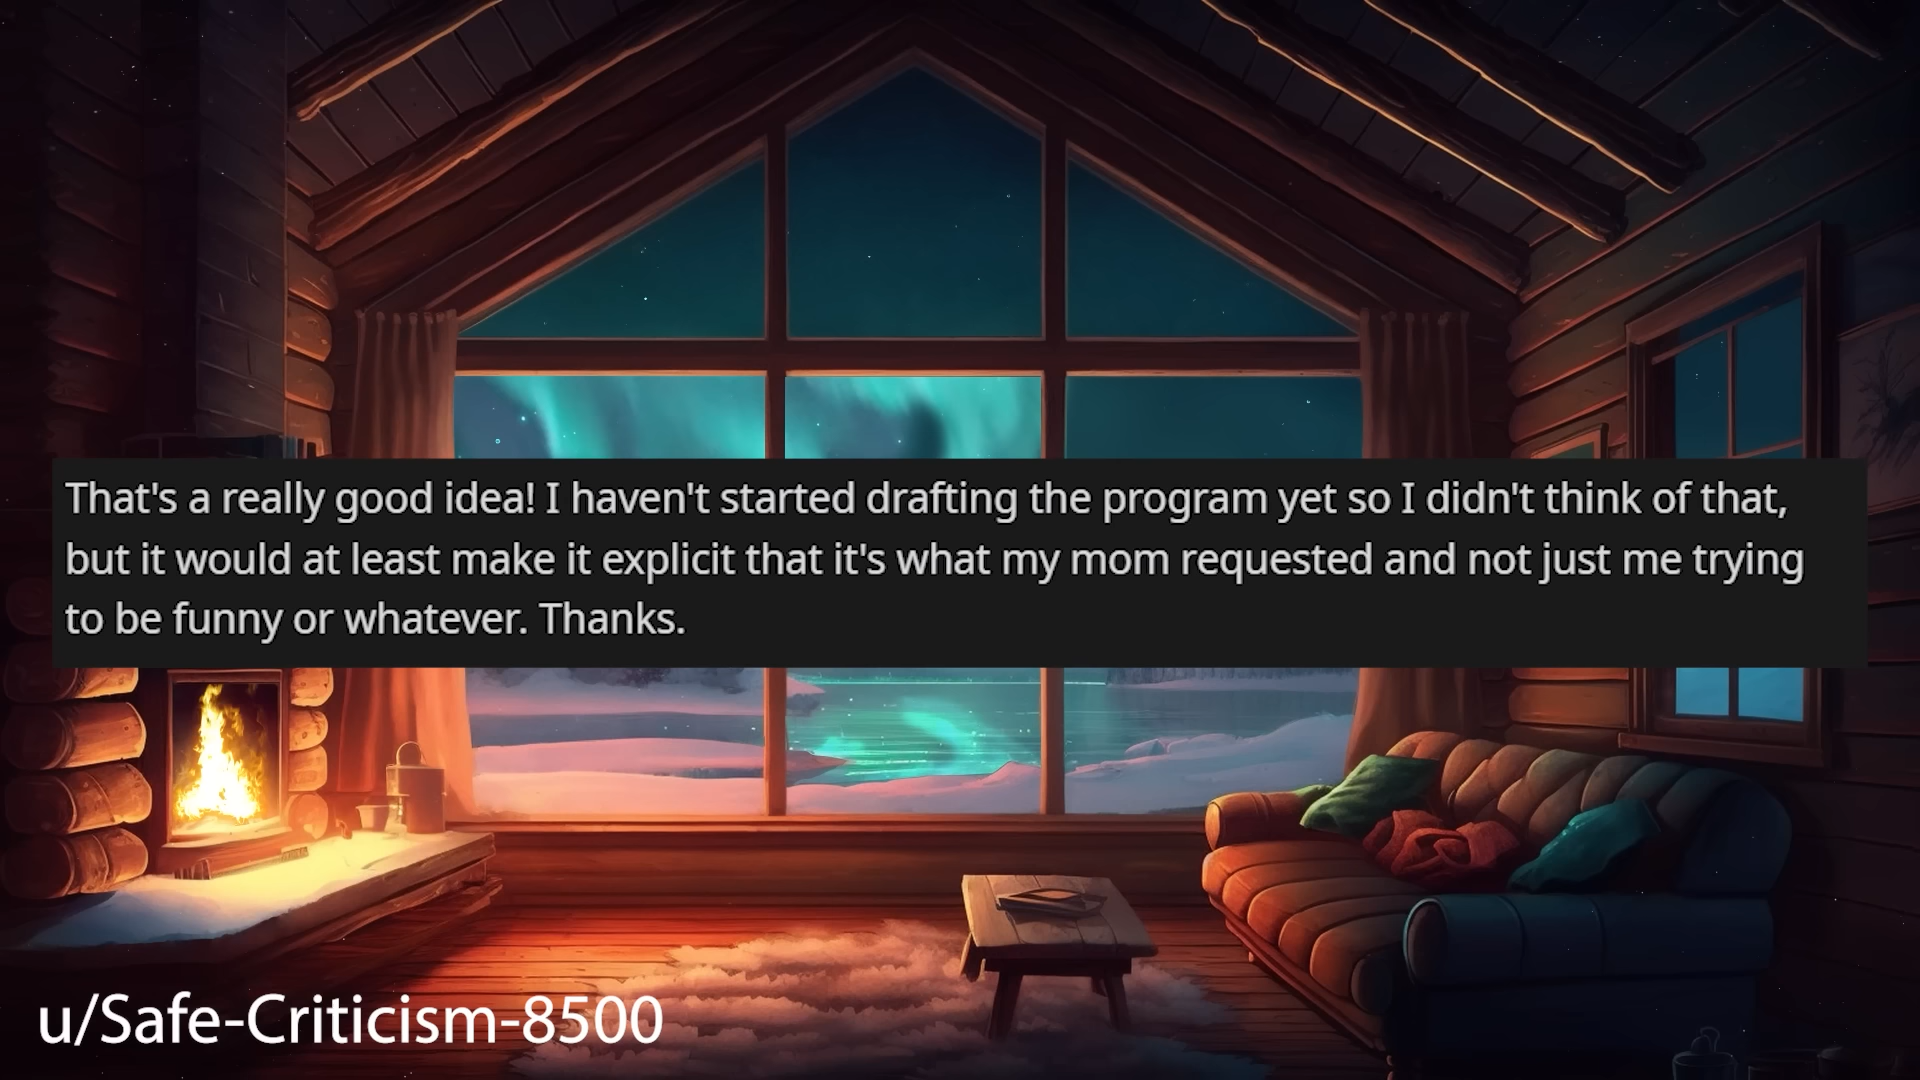 That's a really good idea! I haven't started drafting the program yet so I didn't think of that,
but it would at least make it explicit that it's what my mom requested and not just me trying
to be funny or whatever. Thanks.
u/Safe-Criticism-8500